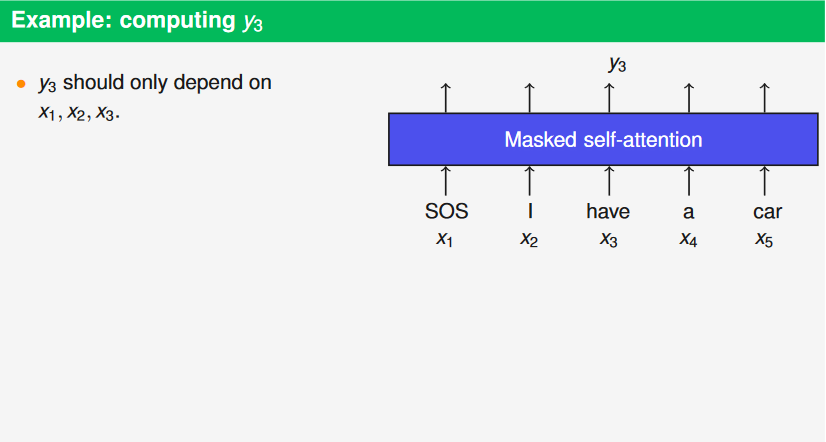 Example: computing y₃
• y₃ should only depend on
x₁, x₂, x₃.
y₃
Masked self-attention
SOS I have a car
x₁ x₂ x₃ x₄ x₅